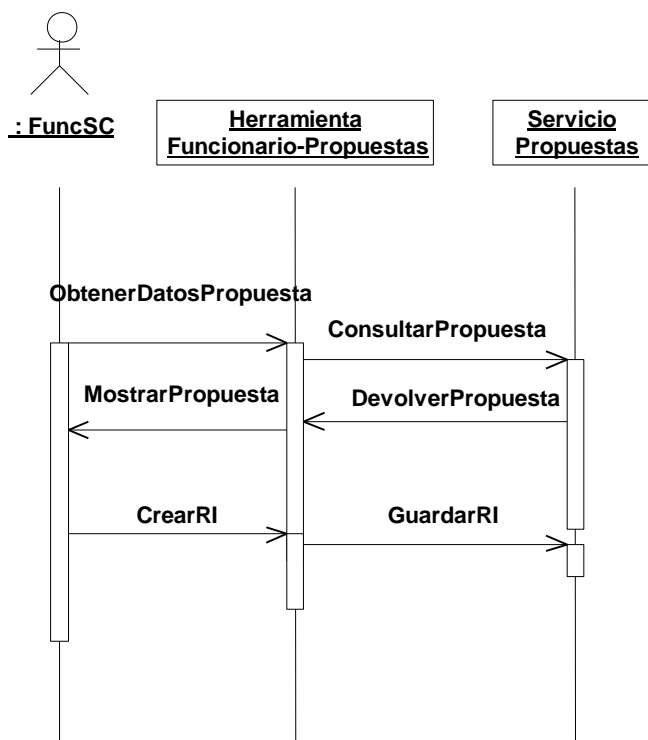 : FuncSC
Herramienta
Funcionario-Propuestas
Servicio
Propuestas
ObtenerDatosPropuesta
ConsultarPropuesta
MostrarPropuesta
DevolverPropuesta
CrearRI
GuardarRI